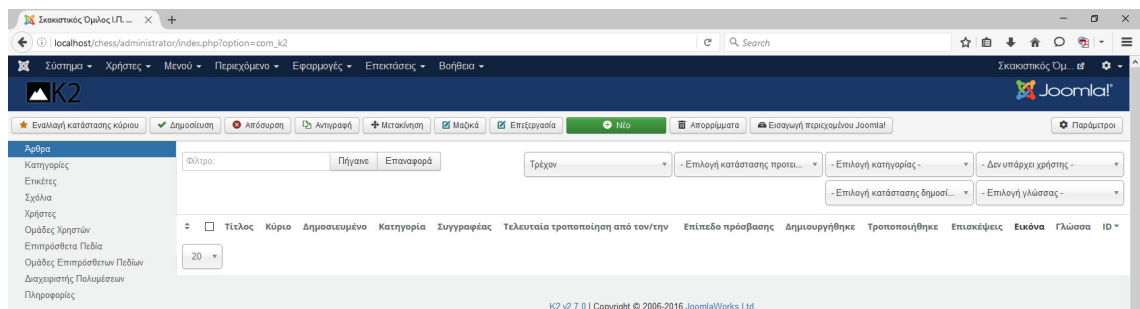 Σκακιστικός Όμιλος Ι.Π. ...
localhost/chess/administrator/index.php?option=com_k2
Search
Σύστημα Χρήστες Μενού Περιεχόμενο Εφαρμογές Επεκτάσεις Βοήθεια Σκακιστικός Όμ...
K2 Joomla!
Εναλλαγή κατάστασης κύριου Δημοσίευση Απόσυρση Αντιγραφή Μετακίνηση Μαζικά Επεξεργασία Νέο Απορρίμματα Εισαγωγή περιεχομένου Joomla! Παράμετροι
Άρθρα
Κατηγορίες
Ετικέτες
Σχόλια
Χρήστες
Ομάδες Χρηστών
Επιπρόσθετα Πεδία
Ομάδες Επιπρόσθετων Πεδίων
Διαχειριστής Πολυμέσων
Πληροφορίες
Φίλτρο: Πήγαινε Επαναφορά Τρέχον - Επιλογή κατάστασης προτει... - Επιλογή κατηγορίας - - Δεν υπάρχει χρήστης -
- Επιλογή κατάστασης δημοσί... - Επιλογή γλώσσας -
Τίτλος Κύριο Δημοσιευμένο Κατηγορία Συγγραφέας Τελευταία τροποποίηση από τον/την Επίπεδο πρόσβασης Δημιουργήθηκε Τροποποιήθηκε Επισκέψεις Εικόνα Γλώσσα ID
20
K2 v2.7.0 | Copyright © 2006-2016 JoomlaWorks Ltd.